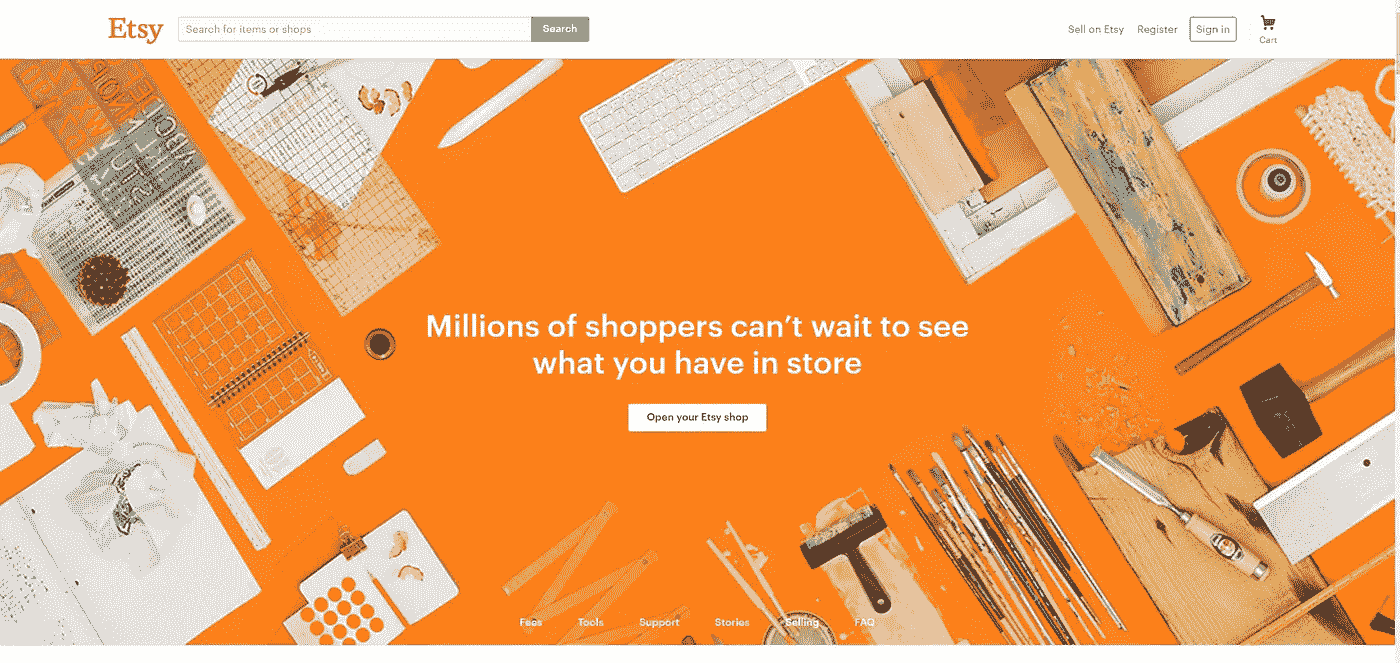 Etsy
Search for items or shops
Search
Sell on Etsy
Register
Sign in
Cart
Millions of shoppers can't wait to see
what you have in store
Open your Etsy shop
Fees
Tools
Support
Stories
Selling
FAQ